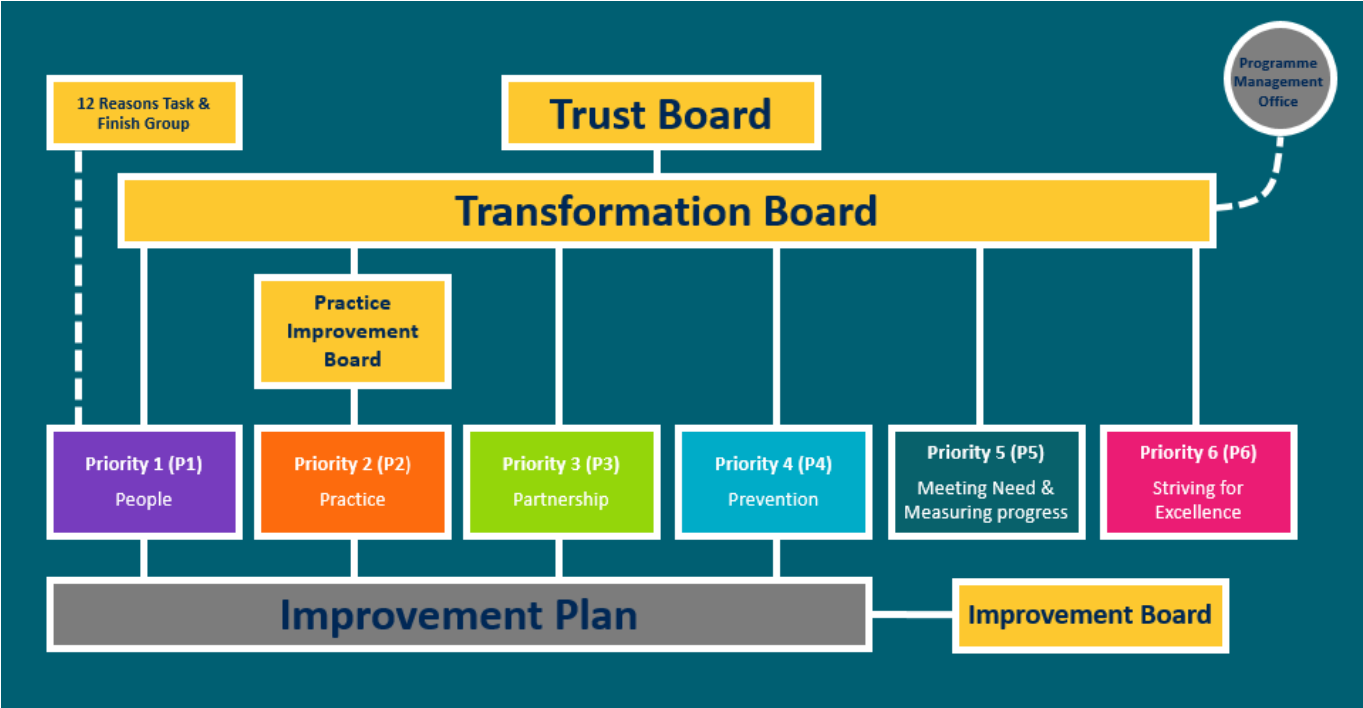 Programme
Management
Office
12 Reasons Task &
Finish Group
Trust Board
Transformation Board
Practice
Improvement
Board
Priority 1 (P1)
People
Priority 2 (P2)
Practice
Priority 3 (P3)
Partnership
Priority 4 (P4)
Prevention
Priority 5 (P5)
Meeting Need &
Measuring progress
Priority 6 (P6)
Striving for
Excellence
Improvement Plan
Improvement Board